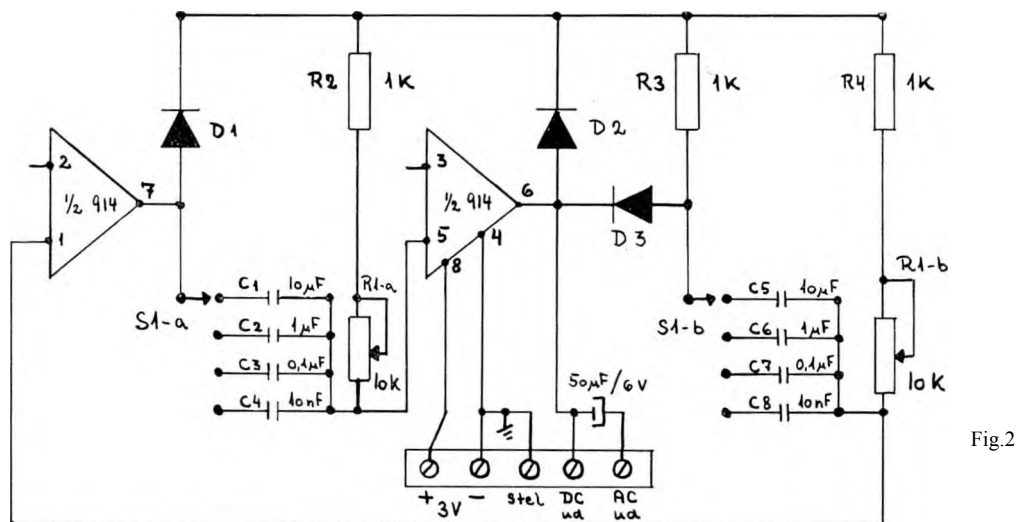 R2
1K
R3
1K
R4
1K
D1
D2
2
½ 914
7
1
3
½ 914
6
5
4
8
D3
S1-a
C1 10µF
C2 1µF
C3 0,1µF
C4 10nF
R1-a
10K
S1-b
C5 10µF
C6 1µF
C7 0,1µF
C8 10nF
R1-b
10K
50µF/6V
+ 3V -
Stel
DC ud
AC ud
Fig.2